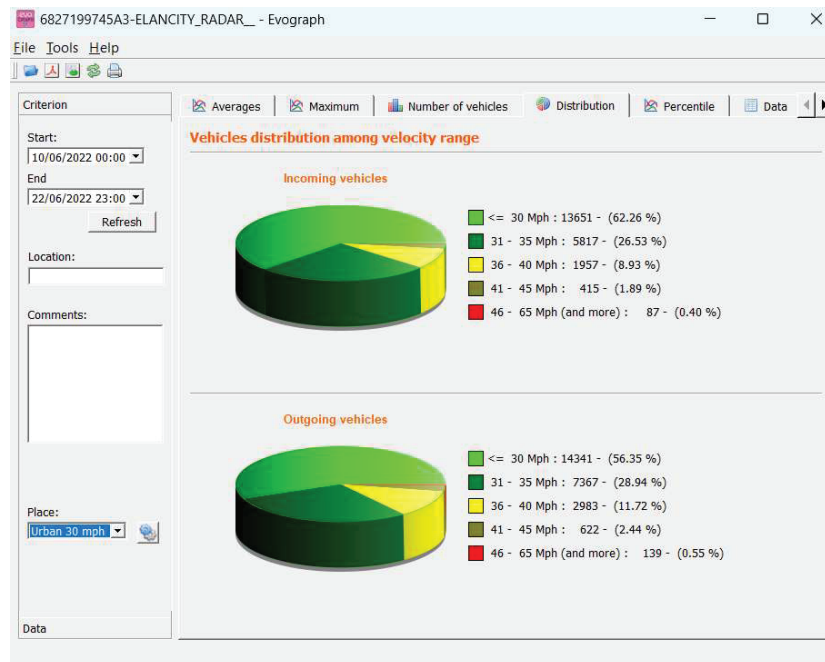 6827199745A3-ELANCITY_RADAR__ - Evograph
File Tools Help
Criterion
Averages
Maximum
Number of vehicles
Distribution
Percentile
Data
Start:
10/06/2022 00:00
End
22/06/2022 23:00
Refresh
Location:
Comments:
Place:
Urban 30 mph
Data
Vehicles distribution among velocity range
Incoming vehicles
<= 30 Mph : 13651 - (62.26 %)
31 - 35 Mph : 5817 - (26.53 %)
36 - 40 Mph : 1957 - (8.93 %)
41 - 45 Mph : 415 - (1.89 %)
46 - 65 Mph (and more) : 87 - (0.40 %)
Outgoing vehicles
<= 30 Mph : 14341 - (56.35 %)
31 - 35 Mph : 7367 - (28.94 %)
36 - 40 Mph : 2983 - (11.72 %)
41 - 45 Mph : 622 - (2.44 %)
46 - 65 Mph (and more) : 139 - (0.55 %)